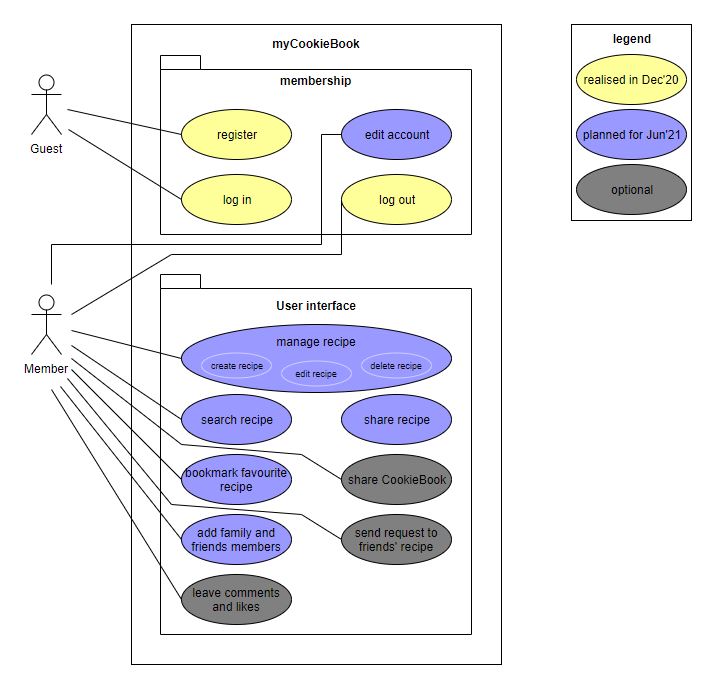 myCookieBook
legend
membership
realised in Dec'20
register
edit account
planned for Jun'21
Guest
log in
log out
optional
User interface
manage recipe
create recipe
edit recipe
delete recipe
Member
search recipe
share recipe
bookmark favourite
recipe
share CookieBook
add family and
friends members
send request to
friends' recipe
leave comments
and likes